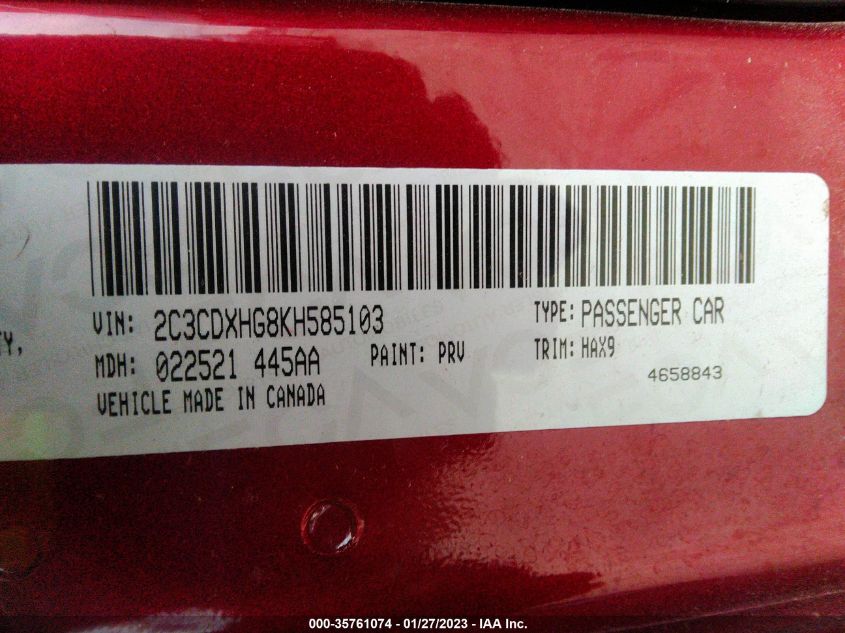 VIN: 2C3CDXHG8KH585103 TYPE: PASSENGER CAR
TY,
MDH: 022521 445AA PAINT: PRV TRIM: HAX9
4658843
VEHICLE MADE IN CANADA
000-35761074 - 01/27/2023 - IAA Inc.